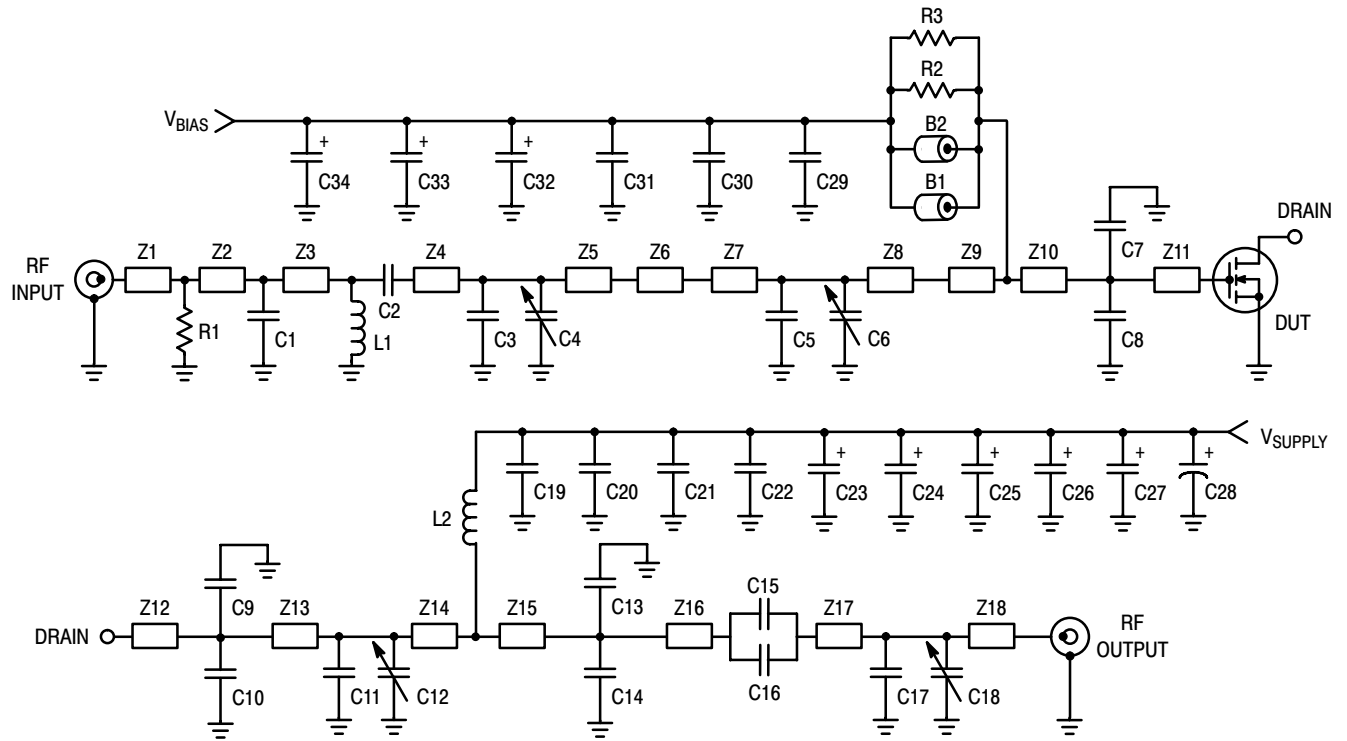 R3
R2
VBIAS
B2
+ + +
C34 C33 C32 C31 C30 C29
B1
DRAIN
RF
INPUT
Z1 Z2 Z3 Z4 Z5 Z6 Z7 Z8 Z9 Z10 C7 Z11
C2
R1 C1 L1 C3 C4 C5 C6 C8 DUT
VSUPPLY
+ + + + + +
C19 C20 C21 C22 C23 C24 C25 C26 C27 C28
L2
C15
Z12 C9 Z13 Z14 Z15 C13 Z16 Z17 Z18
DRAIN
RF
OUTPUT
C10 C11 C12 C14 C16 C17 C18